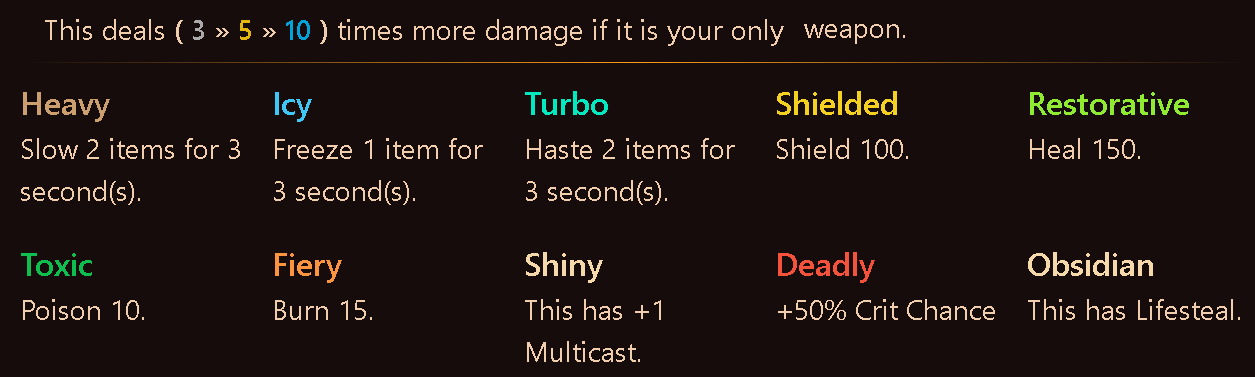 This deals ( 3 » 5 » 10 ) times more damage if it is your only weapon.
Heavy
Slow 2 items for 3
second(s).
Icy
Freeze 1 item for
3 second(s).
Turbo
Haste 2 items for
3 second(s).
Shielded
Shield 100.
Restorative
Heal 150.
Toxic
Poison 10.
Fiery
Burn 15.
Shiny
This has +1
Multicast.
Deadly
+50% Crit Chance
Obsidian
This has Lifesteal.